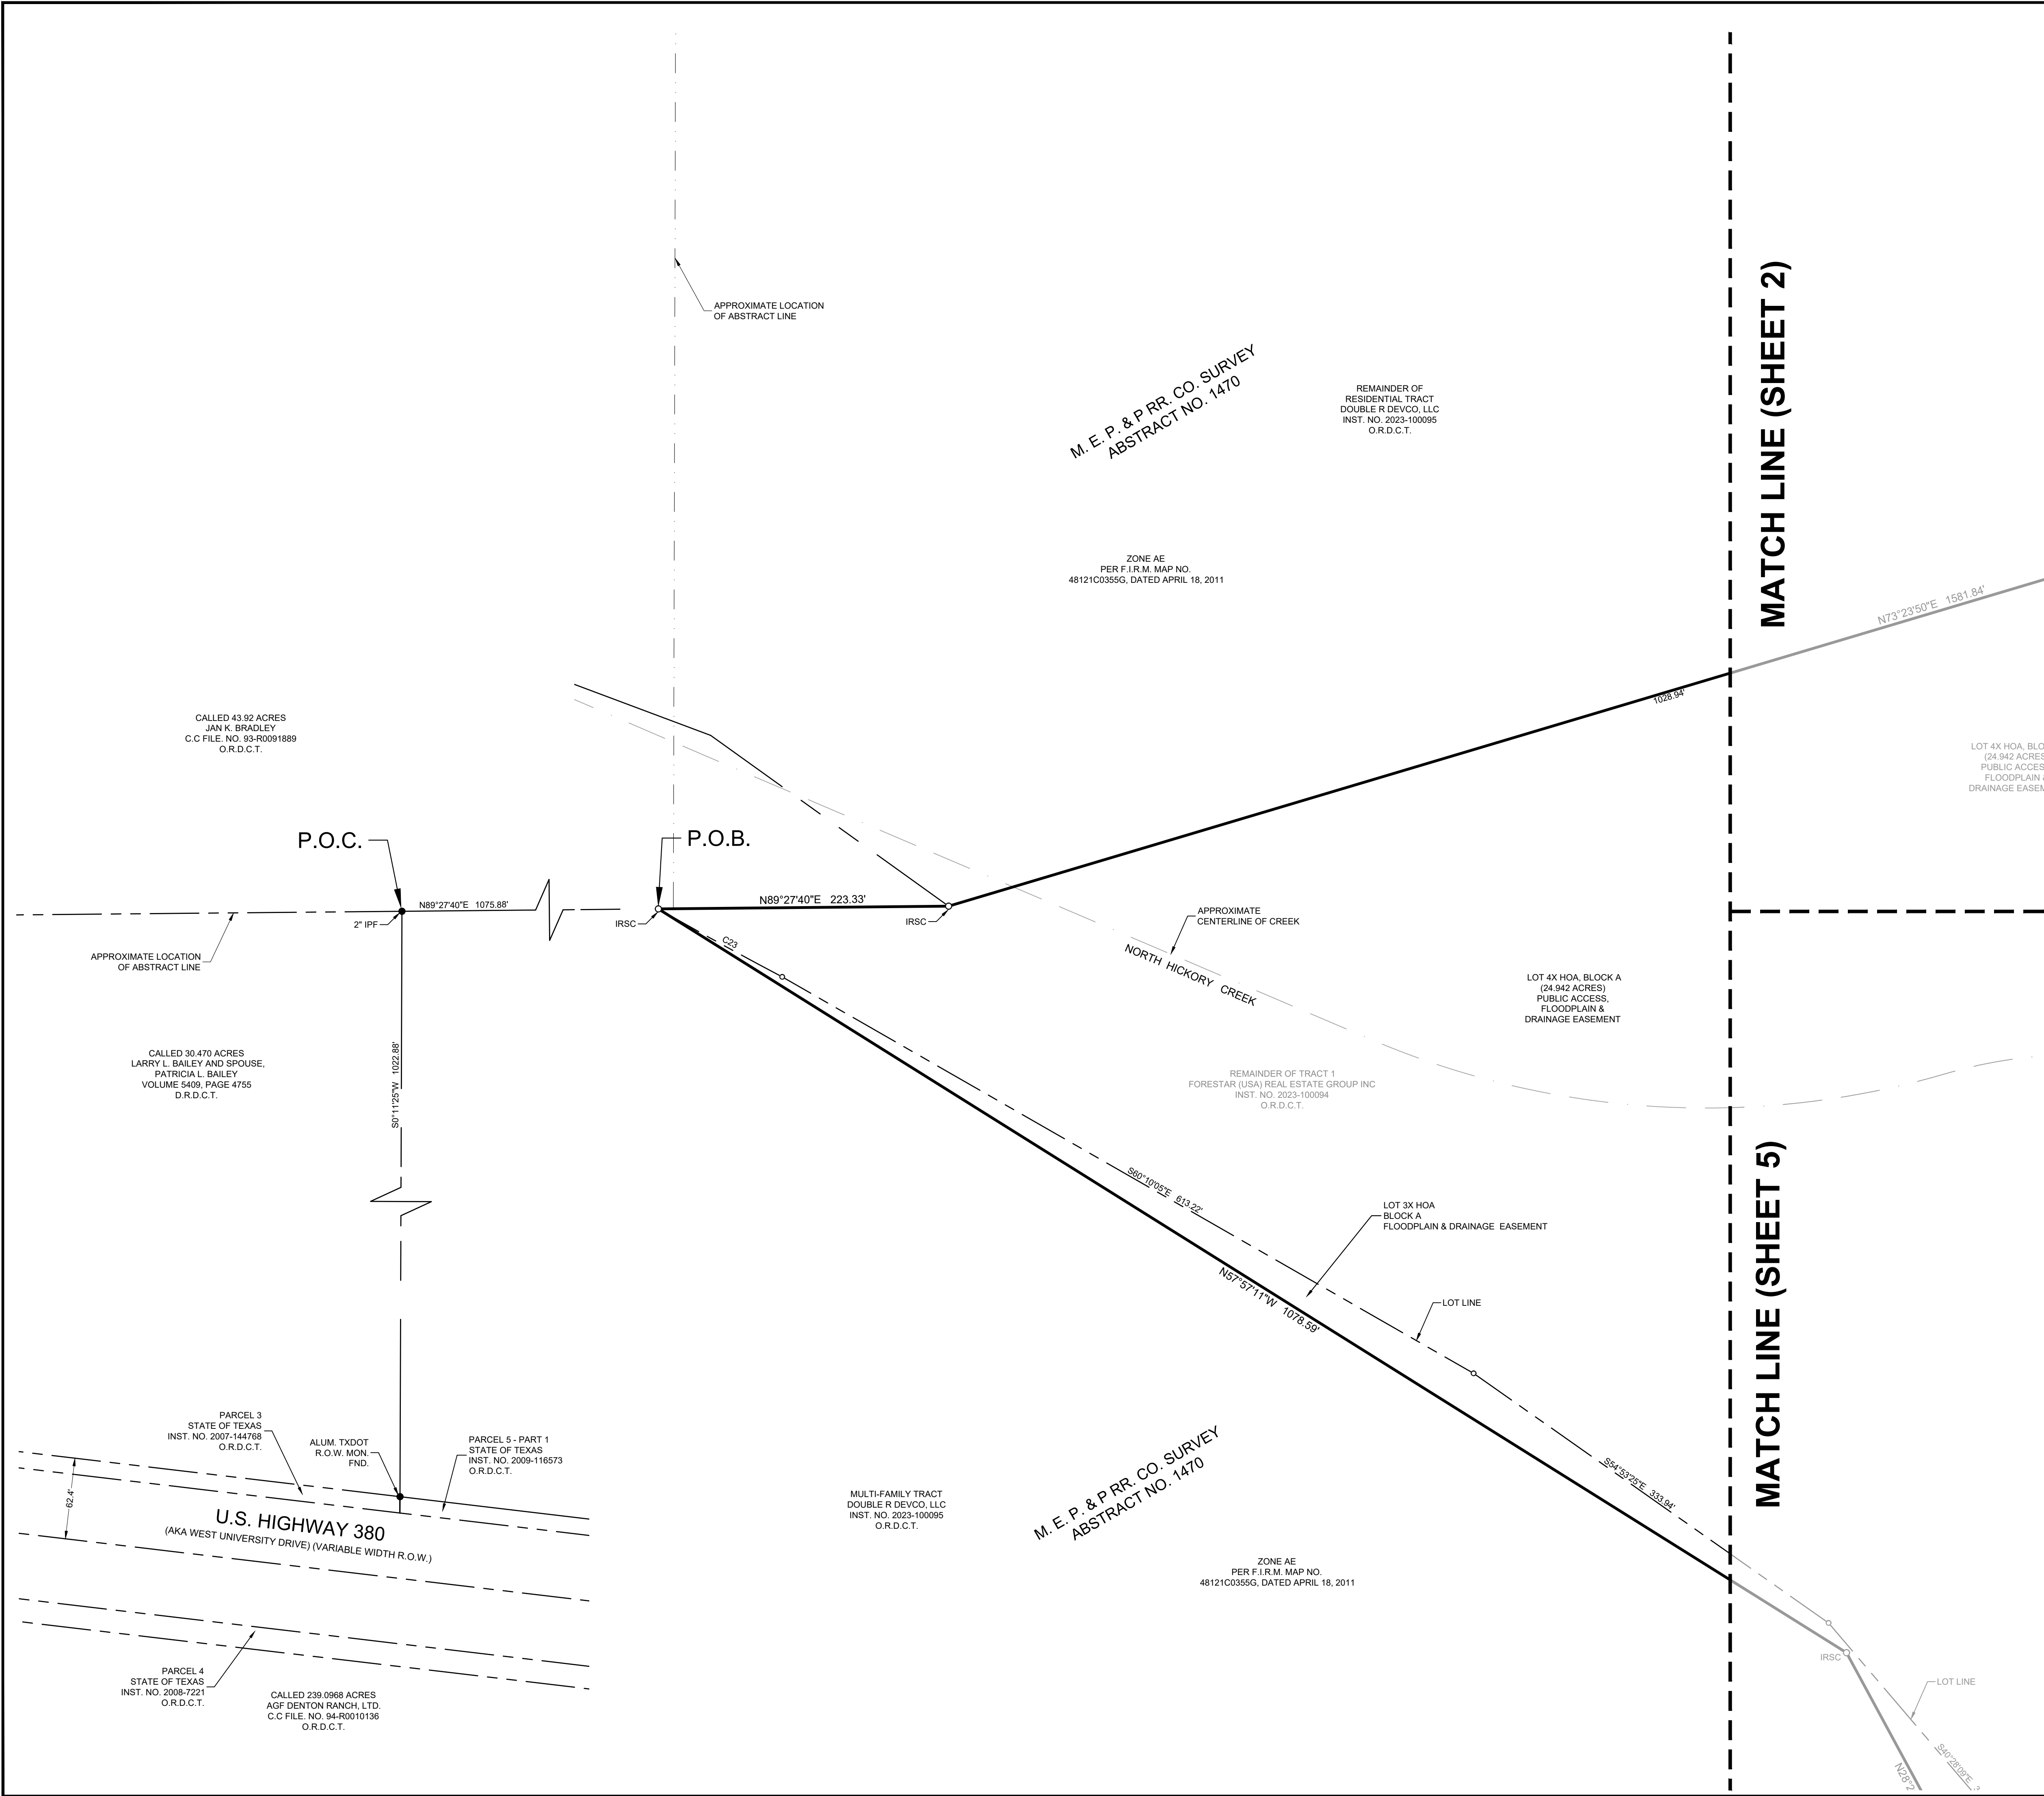 APPROXIMATE LOCATION
OF ABSTRACT LINE
M. E. P. & P RR. CO. SURVEY
ABSTRACT NO. 1470
REMAINDER OF
RESIDENTIAL TRACT
DOUBLE R DEVCO, LLC
INST. NO. 2023-100095
O.R.D.C.T.
MATCH LINE (SHEET 2)
ZONE AE
PER F.I.R.M. MAP NO.
48121C0355G, DATED APRIL 18, 2011
N73°23'50"E 1581.84'
1028.94'
CALLED 43.92 ACRES
JAN K. BRADLEY
C.C FILE. NO. 93-R0091889
O.R.D.C.T.
LOT 4X HOA, BLO
(24.942 ACRES
PUBLIC ACCES
FLOODPLAIN
DRAINAGE EASEM
P.O.C.
P.O.B.
N89°27'40"E 1075.88'
N89°27'40"E 223.33'
2" IPF
IRSC
IRSC
C23
APPROXIMATE
CENTERLINE OF CREEK
NORTH HICKORY CREEK
APPROXIMATE LOCATION
OF ABSTRACT LINE
LOT 4X HOA, BLOCK A
(24.942 ACRES)
PUBLIC ACCESS,
FLOODPLAIN &
DRAINAGE EASEMENT
CALLED 30.470 ACRES
LARRY L. BAILEY AND SPOUSE,
PATRICIA L. BAILEY
VOLUME 5409, PAGE 4755
D.R.D.C.T.
S0°11'25"W 1022.88'
REMAINDER OF TRACT 1
FORESTAR (USA) REAL ESTATE GROUP INC
INST. NO. 2023-100094
O.R.D.C.T.
S60°10'05"E 613.22'
LOT 3X HOA
BLOCK A
FLOODPLAIN & DRAINAGE EASEMENT
N57°57'11"W 1078.59'
LOT LINE
MATCH LINE (SHEET 5)
PARCEL 3
STATE OF TEXAS
INST. NO. 2007-144768
O.R.D.C.T.
ALUM. TXDOT
R.O.W. MON.
FND.
PARCEL 5 - PART 1
STATE OF TEXAS
INST. NO. 2009-116573
O.R.D.C.T.
62.4'
U.S. HIGHWAY 380
(AKA WEST UNIVERSITY DRIVE) (VARIABLE WIDTH R.O.W.)
MULTI-FAMILY TRACT
DOUBLE R DEVCO, LLC
INST. NO. 2023-100095
O.R.D.C.T.
M. E. P. & P RR. CO. SURVEY
ABSTRACT NO. 1470
S54°53'25"E 333.94'
ZONE AE
PER F.I.R.M. MAP NO.
48121C0355G, DATED APRIL 18, 2011
IRSC
LOT LINE
PARCEL 4
STATE OF TEXAS
INST. NO. 2008-7221
O.R.D.C.T.
CALLED 239.0968 ACRES
AGF DENTON RANCH, LTD.
C.C FILE. NO. 94-R0010136
O.R.D.C.T.
N28°2
S40°28'09"E